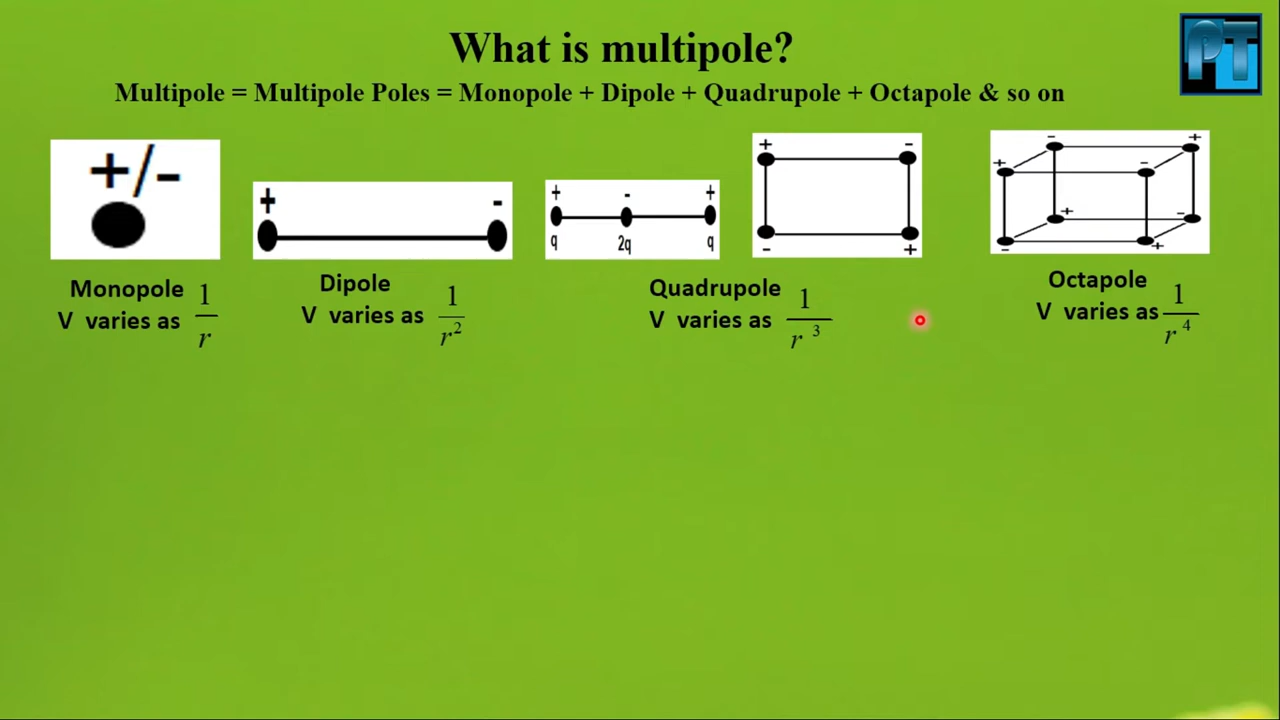 What is multipole?
PT
Multipole = Multipole Poles = Monopole + Dipole + Quadrupole + Octapole & so on
+/-
+ -
+ - +
q 2q q
+ -
- +
- +
+ -
+ -
- +
Monopole
V varies as 1/r
Dipole
V varies as 1/r²
Quadrupole
V varies as 1/r³
Octapole
V varies as 1/r⁴